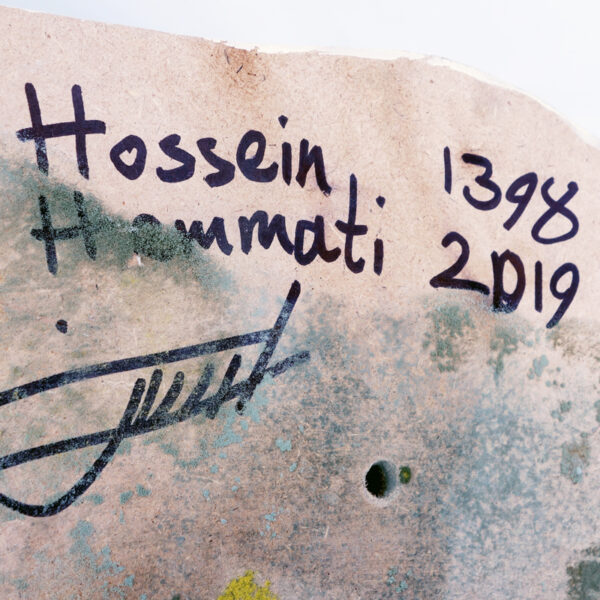 Hossein 1398
Hemmati 2019